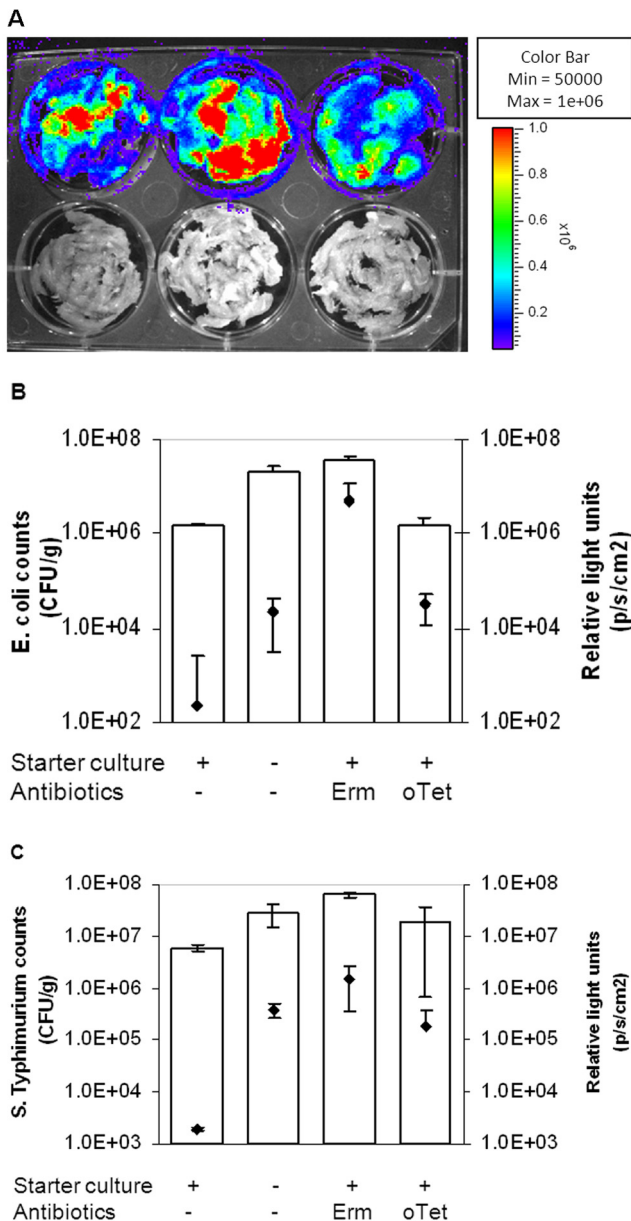 A
Color Bar
Min = 50000
Max = 1e+06
1.0
0.8
0.6
0.4
0.2
x10⁶
B
E. coli counts
(CFU/g)
1.0E+08
1.0E+06
1.0E+04
1.0E+02
1.0E+08
1.0E+06
1.0E+04
1.0E+02
Relative light units
(p/s/cm2)
Starter culture + - + +
Antibiotics - - Erm oTet
C
S. Typhimurium counts
(CFU/g)
1.0E+08
1.0E+07
1.0E+06
1.0E+05
1.0E+04
1.0E+03
1.0E+08
1.0E+07
1.0E+06
1.0E+05
1.0E+04
1.0E+03
Relative light units
(p/s/cm2)
Starter culture + - + +
Antibiotics - - Erm oTet